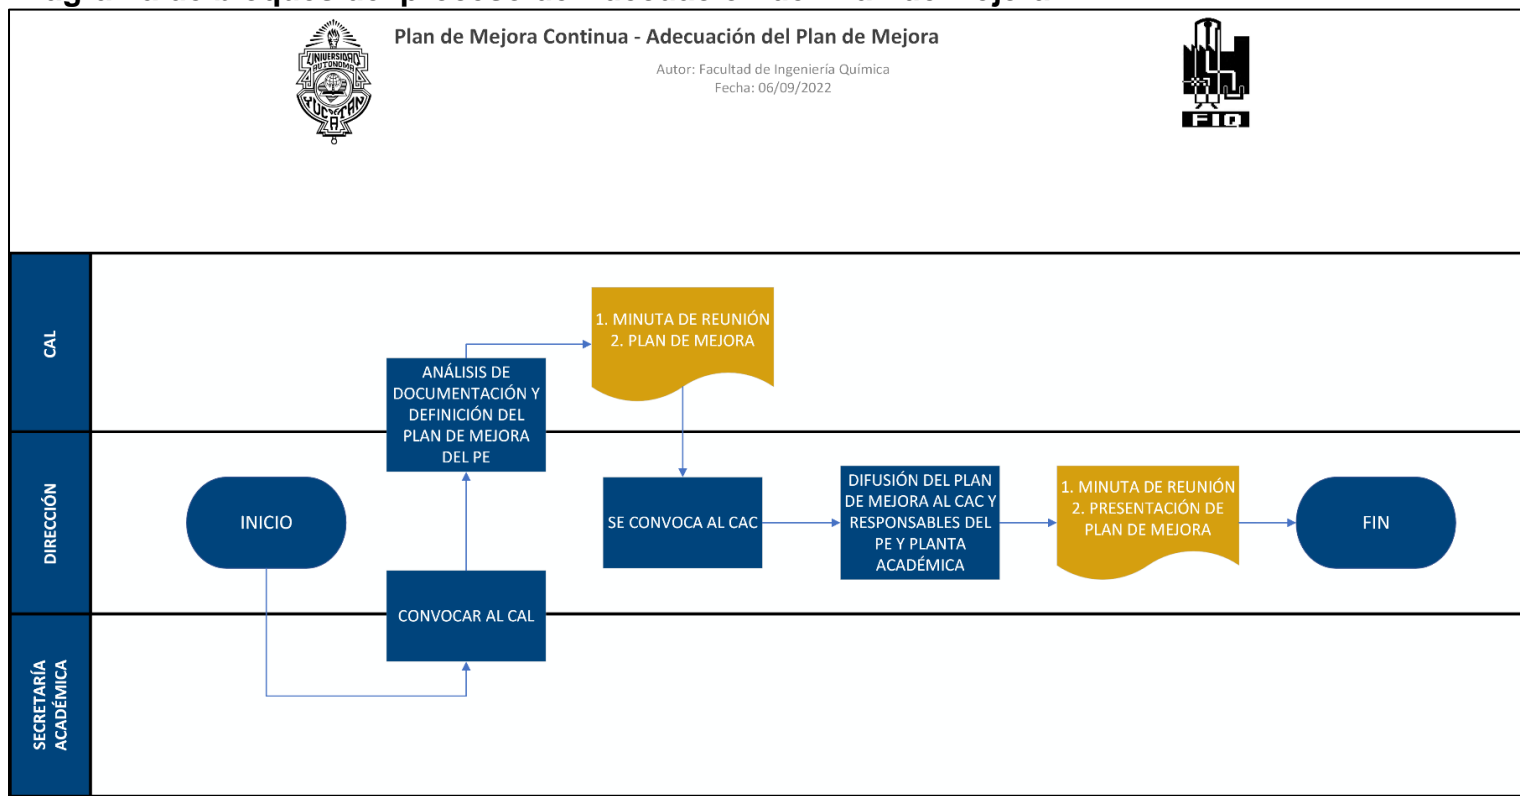 Plan de Mejora Continua - Adecuación del Plan de Mejora
Autor: Facultad de Ingeniería Química
Fecha: 06/09/2022
UNIVERSIDAD
AUTONOMA
YUCATAN
FIQ
CAL
1. MINUTA DE REUNIÓN
2. PLAN DE MEJORA
ANÁLISIS DE
DOCUMENTACIÓN Y
DEFINICIÓN DEL
PLAN DE MEJORA
DEL PE
DIRECCIÓN
INICIO
SE CONVOCA AL CAC
DIFUSIÓN DEL PLAN
DE MEJORA AL CAC Y
RESPONSABLES DEL
PE Y PLANTA
ACADÉMICA
1. MINUTA DE REUNIÓN
2. PRESENTACIÓN DE
PLAN DE MEJORA
FIN
CONVOCAR AL CAL
SECRETARÍA
ACADÉMICA